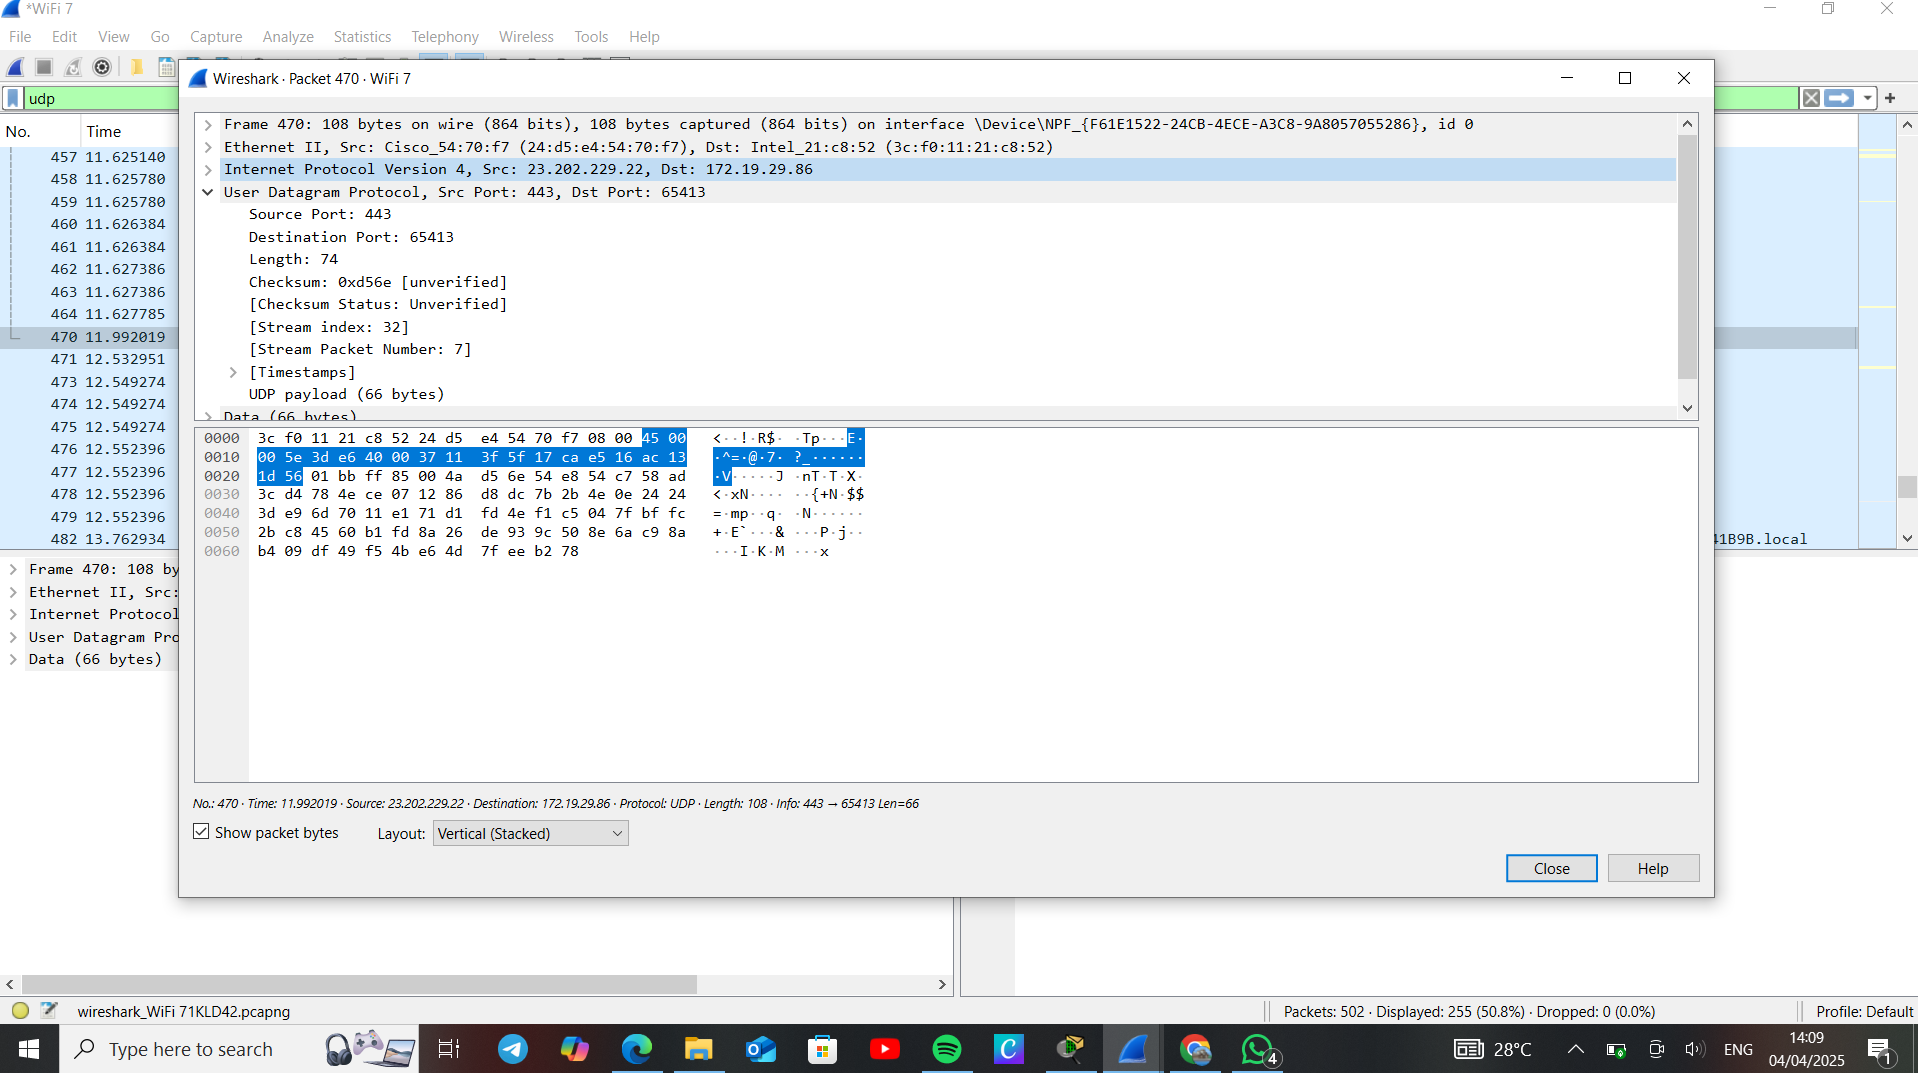 *WiFi 7
File Edit View Go Capture Analyze Statistics Telephony Wireless Tools Help
Wireshark · Packet 470 · WiFi 7
udp
No. Time
457 11.625140
458 11.625780
459 11.625780
460 11.626384
461 11.626384
462 11.627386
463 11.627386
464 11.627785
470 11.992019
471 12.532951
473 12.549274
474 12.549274
475 12.549274
476 12.552396
477 12.552396
478 12.552396
479 12.552396
482 13.762934
41B9B.local
Frame 470: 108 bytes on wire (864 bits), 108 bytes captured (864 bits) on interface \Device\NPF_{F61E1522-24CB-4ECE-A3C8-9A8057055286}, id 0
Ethernet II, Src: Cisco_54:70:f7 (24:d5:e4:54:70:f7), Dst: Intel_21:c8:52 (3c:f0:11:21:c8:52)
Internet Protocol Version 4, Src: 23.202.229.22, Dst: 172.19.29.86
User Datagram Protocol, Src Port: 443, Dst Port: 65413
Source Port: 443
Destination Port: 65413
Length: 74
Checksum: 0xd56e [unverified]
[Checksum Status: Unverified]
[Stream index: 32]
[Stream Packet Number: 7]
[Timestamps]
UDP payload (66 bytes)
Data (66 bytes)
0000 3c f0 11 21 c8 52 24 d5 e4 54 70 f7 08 00 45 00 <··!·R$· ·Tp···E·
0010 00 5e 3d e6 40 00 37 11 3f 5f 17 ca e5 16 ac 13 ·^=·@·7· ?_······
0020 1d 56 01 bb ff 85 00 4a d5 6e 54 e8 54 c7 58 ad ·V·····J ·nT·T·X·
0030 3c d4 78 4e ce 07 12 86 d8 dc 7b 2b 4e 0e 24 24 <·xN···· ··{+N·$$
0040 3d e9 6d 70 11 e1 71 d1 fd 4e f1 c5 04 7f bf fc =·mp··q· ·N······
0050 2b c8 45 60 b1 fd 8a 26 de 93 9c 50 8e 6a c9 8a +·E`···& ···P·j··
0060 b4 09 df 49 f5 4b e6 4d 7f ee b2 78 ···I·K·M ···x
No.: 470 · Time: 11.992019 · Source: 23.202.229.22 · Destination: 172.19.29.86 · Protocol: UDP · Length: 108 · Info: 443 → 65413 Len=66
Show packet bytes Layout: Vertical (Stacked)
Close Help
Frame 470: 108 by
Ethernet II, Src:
Internet Protocol
User Datagram Pro
Data (66 bytes)
wireshark_WiFi 71KLD42.pcapng
Packets: 502 · Displayed: 255 (50.8%) · Dropped: 0 (0.0%)
Profile: Default
Type here to search
28°C
ENG
14:09
04/04/2025
4
1